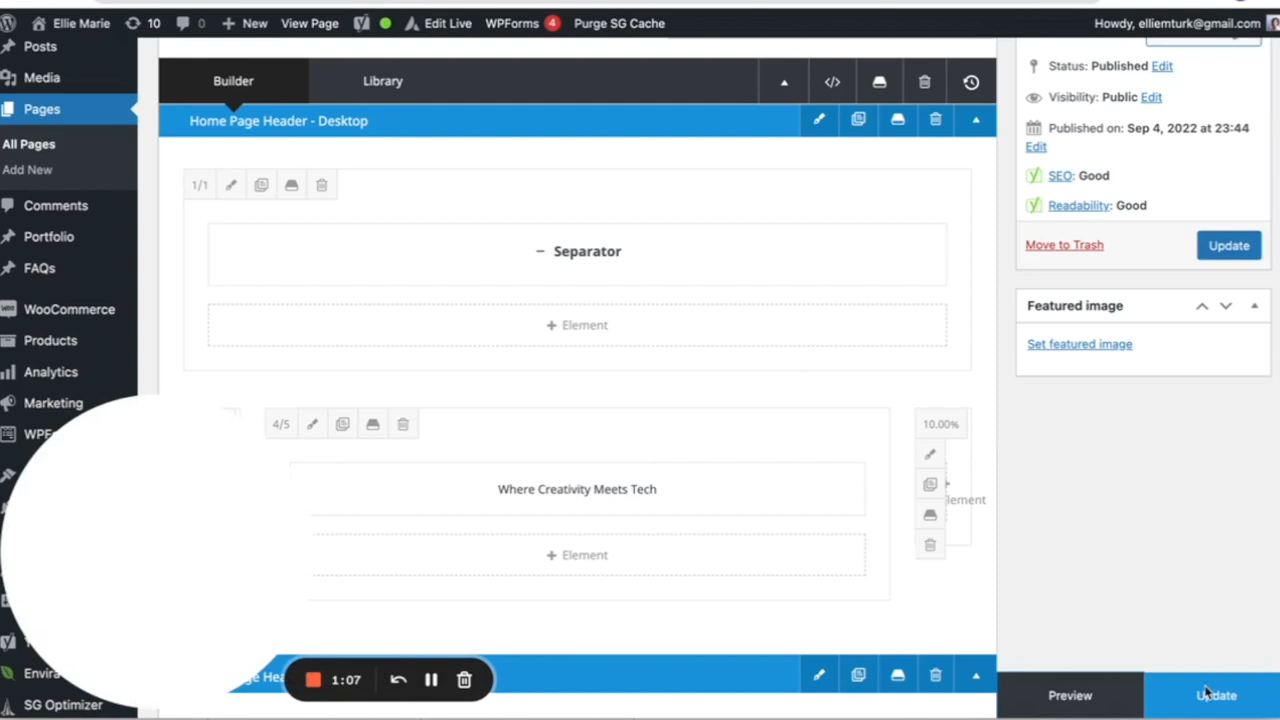 Ellie Marie 10 0 New View Page Edit Live WPForms 4 Purge SG Cache Howdy, elliemturk@gmail.com
Posts
Media
Pages
All Pages
Add New
Comments
Portfolio
FAQs
WooCommerce
Products
Analytics
Marketing
SG Optimizer
Builder Library
Home Page Header - Desktop
1/1
Separator
+ Element
4/5
10.00%
Where Creativity Meets Tech
+ Element
1:07
Status: Published Edit
Visibility: Public Edit
Published on: Sep 4, 2022 at 23:44
Edit
SEO: Good
Readability: Good
Move to Trash Update
Featured image
Set featured image
Preview Update